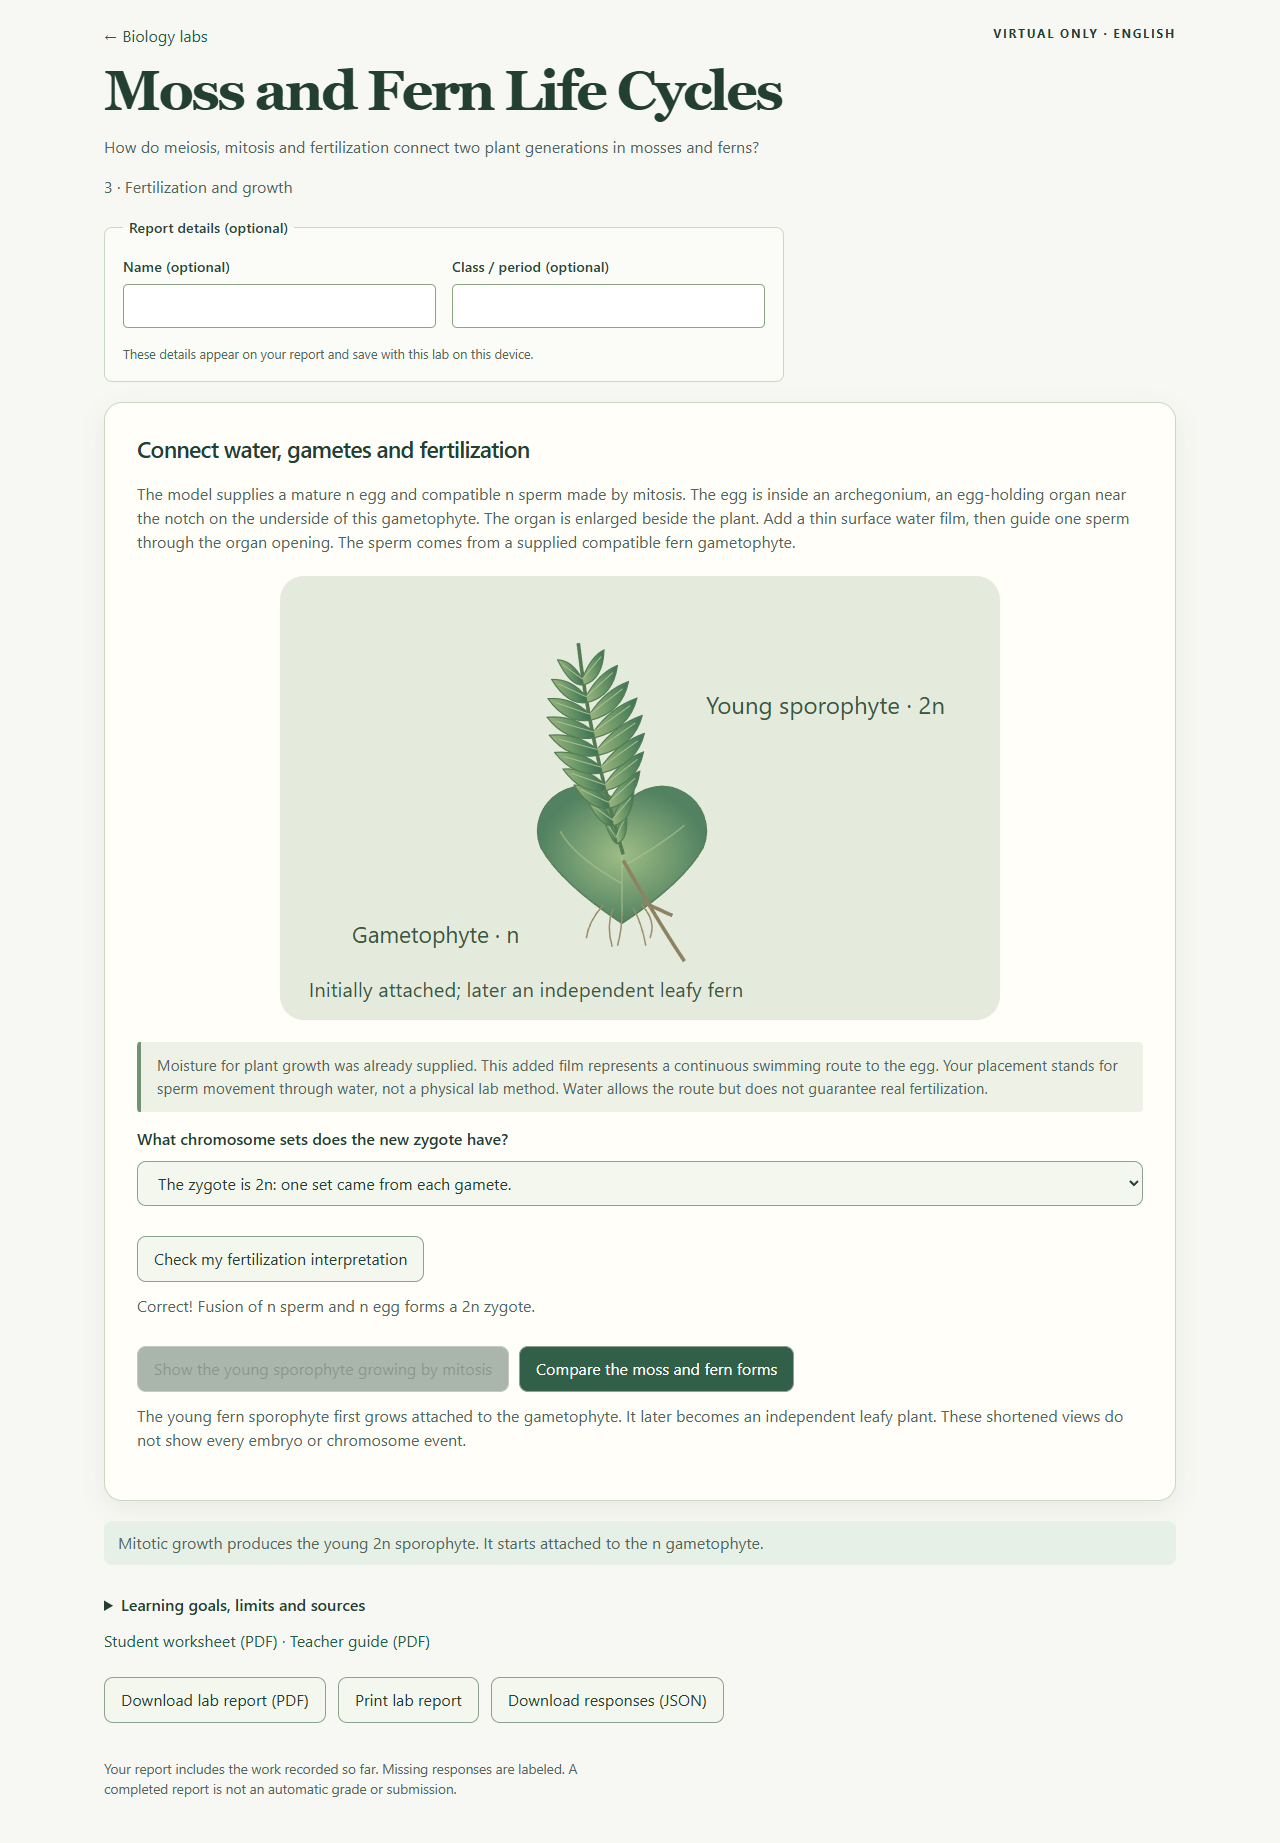 ← Biology labs
VIRTUAL ONLY · ENGLISH
Moss and Fern Life Cycles
How do meiosis, mitosis and fertilization connect two plant generations in mosses and ferns?
3 · Fertilization and growth
Report details (optional)
Name (optional)
Class / period (optional)
These details appear on your report and save with this lab on this device.
Connect water, gametes and fertilization
The model supplies a mature n egg and compatible n sperm made by mitosis. The egg is inside an archegonium, an egg-holding organ near
the notch on the underside of this gametophyte. The organ is enlarged beside the plant. Add a thin surface water film, then guide one sperm
through the organ opening. The sperm comes from a supplied compatible fern gametophyte.
Young sporophyte · 2n
Gametophyte · n
Initially attached; later an independent leafy fern
Moisture for plant growth was already supplied. This added film represents a continuous swimming route to the egg. Your placement stands for
sperm movement through water, not a physical lab method. Water allows the route but does not guarantee real fertilization.
What chromosome sets does the new zygote have?
The zygote is 2n: one set came from each gamete.
Check my fertilization interpretation
Correct! Fusion of n sperm and n egg forms a 2n zygote.
Show the young sporophyte growing by mitosis
Compare the moss and fern forms
The young fern sporophyte first grows attached to the gametophyte. It later becomes an independent leafy plant. These shortened views do
not show every embryo or chromosome event.
Mitotic growth produces the young 2n sporophyte. It starts attached to the n gametophyte.
▶ Learning goals, limits and sources
Student worksheet (PDF) · Teacher guide (PDF)
Download lab report (PDF)
Print lab report
Download responses (JSON)
Your report includes the work recorded so far. Missing responses are labeled. A
completed report is not an automatic grade or submission.